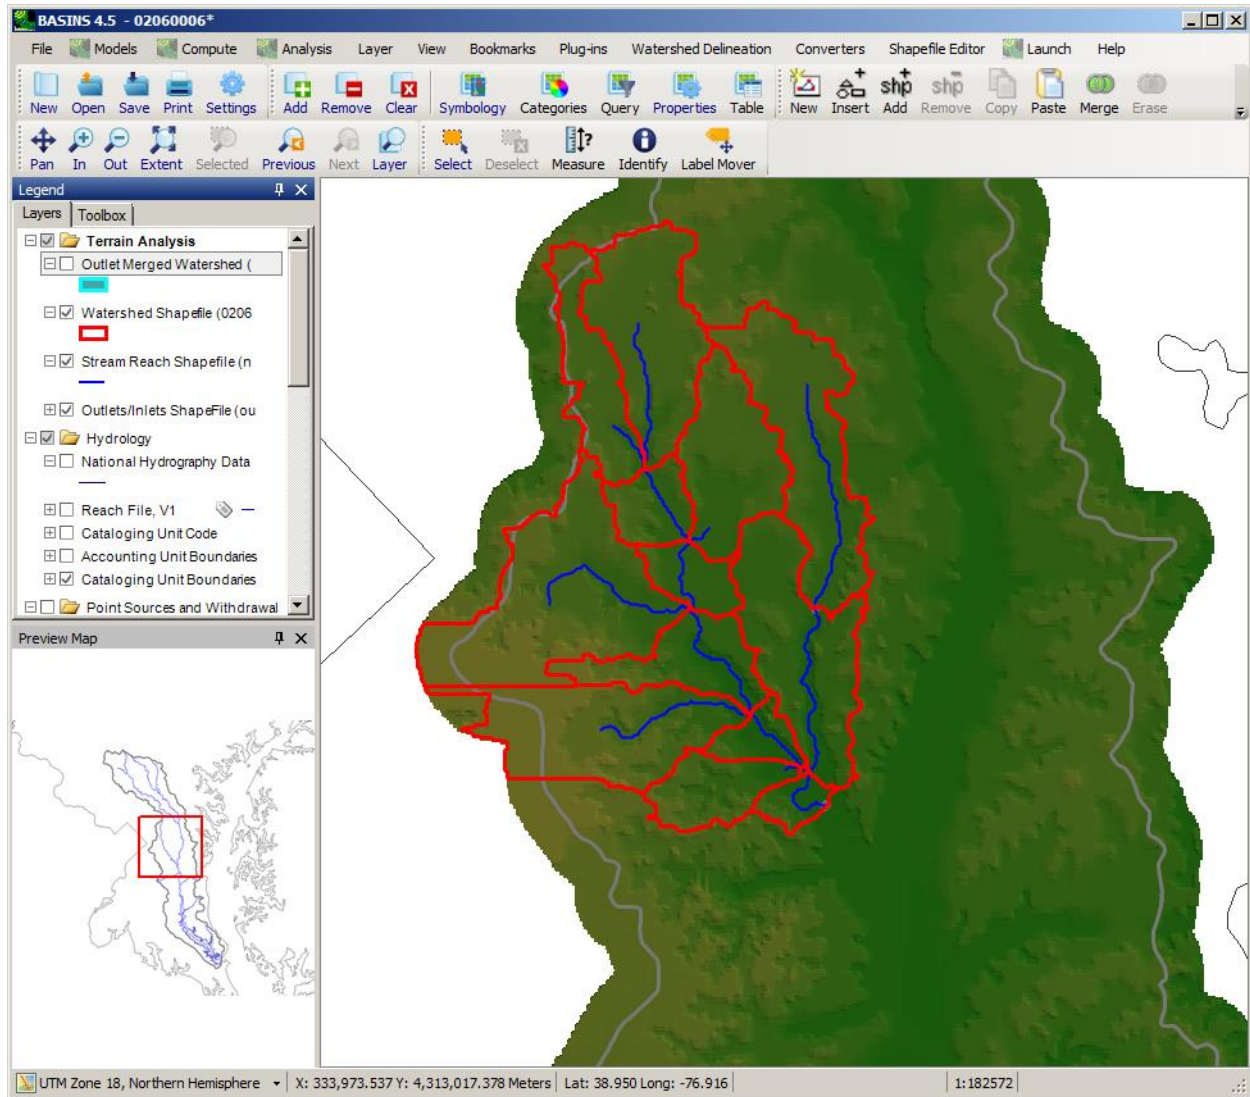 BASINS 4.5 - 02060006*
File Models Compute Analysis Layer View Bookmarks Plug-ins Watershed Delineation Converters Shapefile Editor Launch Help
New Open Save Print Settings Add Remove Clear Symbology Categories Query Properties Table New Insert Add Remove Copy Paste Merge Erase
shp shp
Pan In Out Extent Selected Previous Next Layer Select Deselect Measure Identify Label Mover
Legend
Layers Toolbox
Terrain Analysis
Outlet Merged Watershed (
Watershed Shapefile (0206
Stream Reach Shapefile (n
Outlets/Inlets ShapeFile (ou
Hydrology
National Hydrography Data
Reach File, V1
Cataloging Unit Code
Accounting Unit Boundaries
Cataloging Unit Boundaries
Point Sources and Withdrawal
Preview Map
UTM Zone 18, Northern Hemisphere X: 333,973.537 Y: 4,313,017.378 Meters Lat: 38.950 Long: -76.916 1:182572